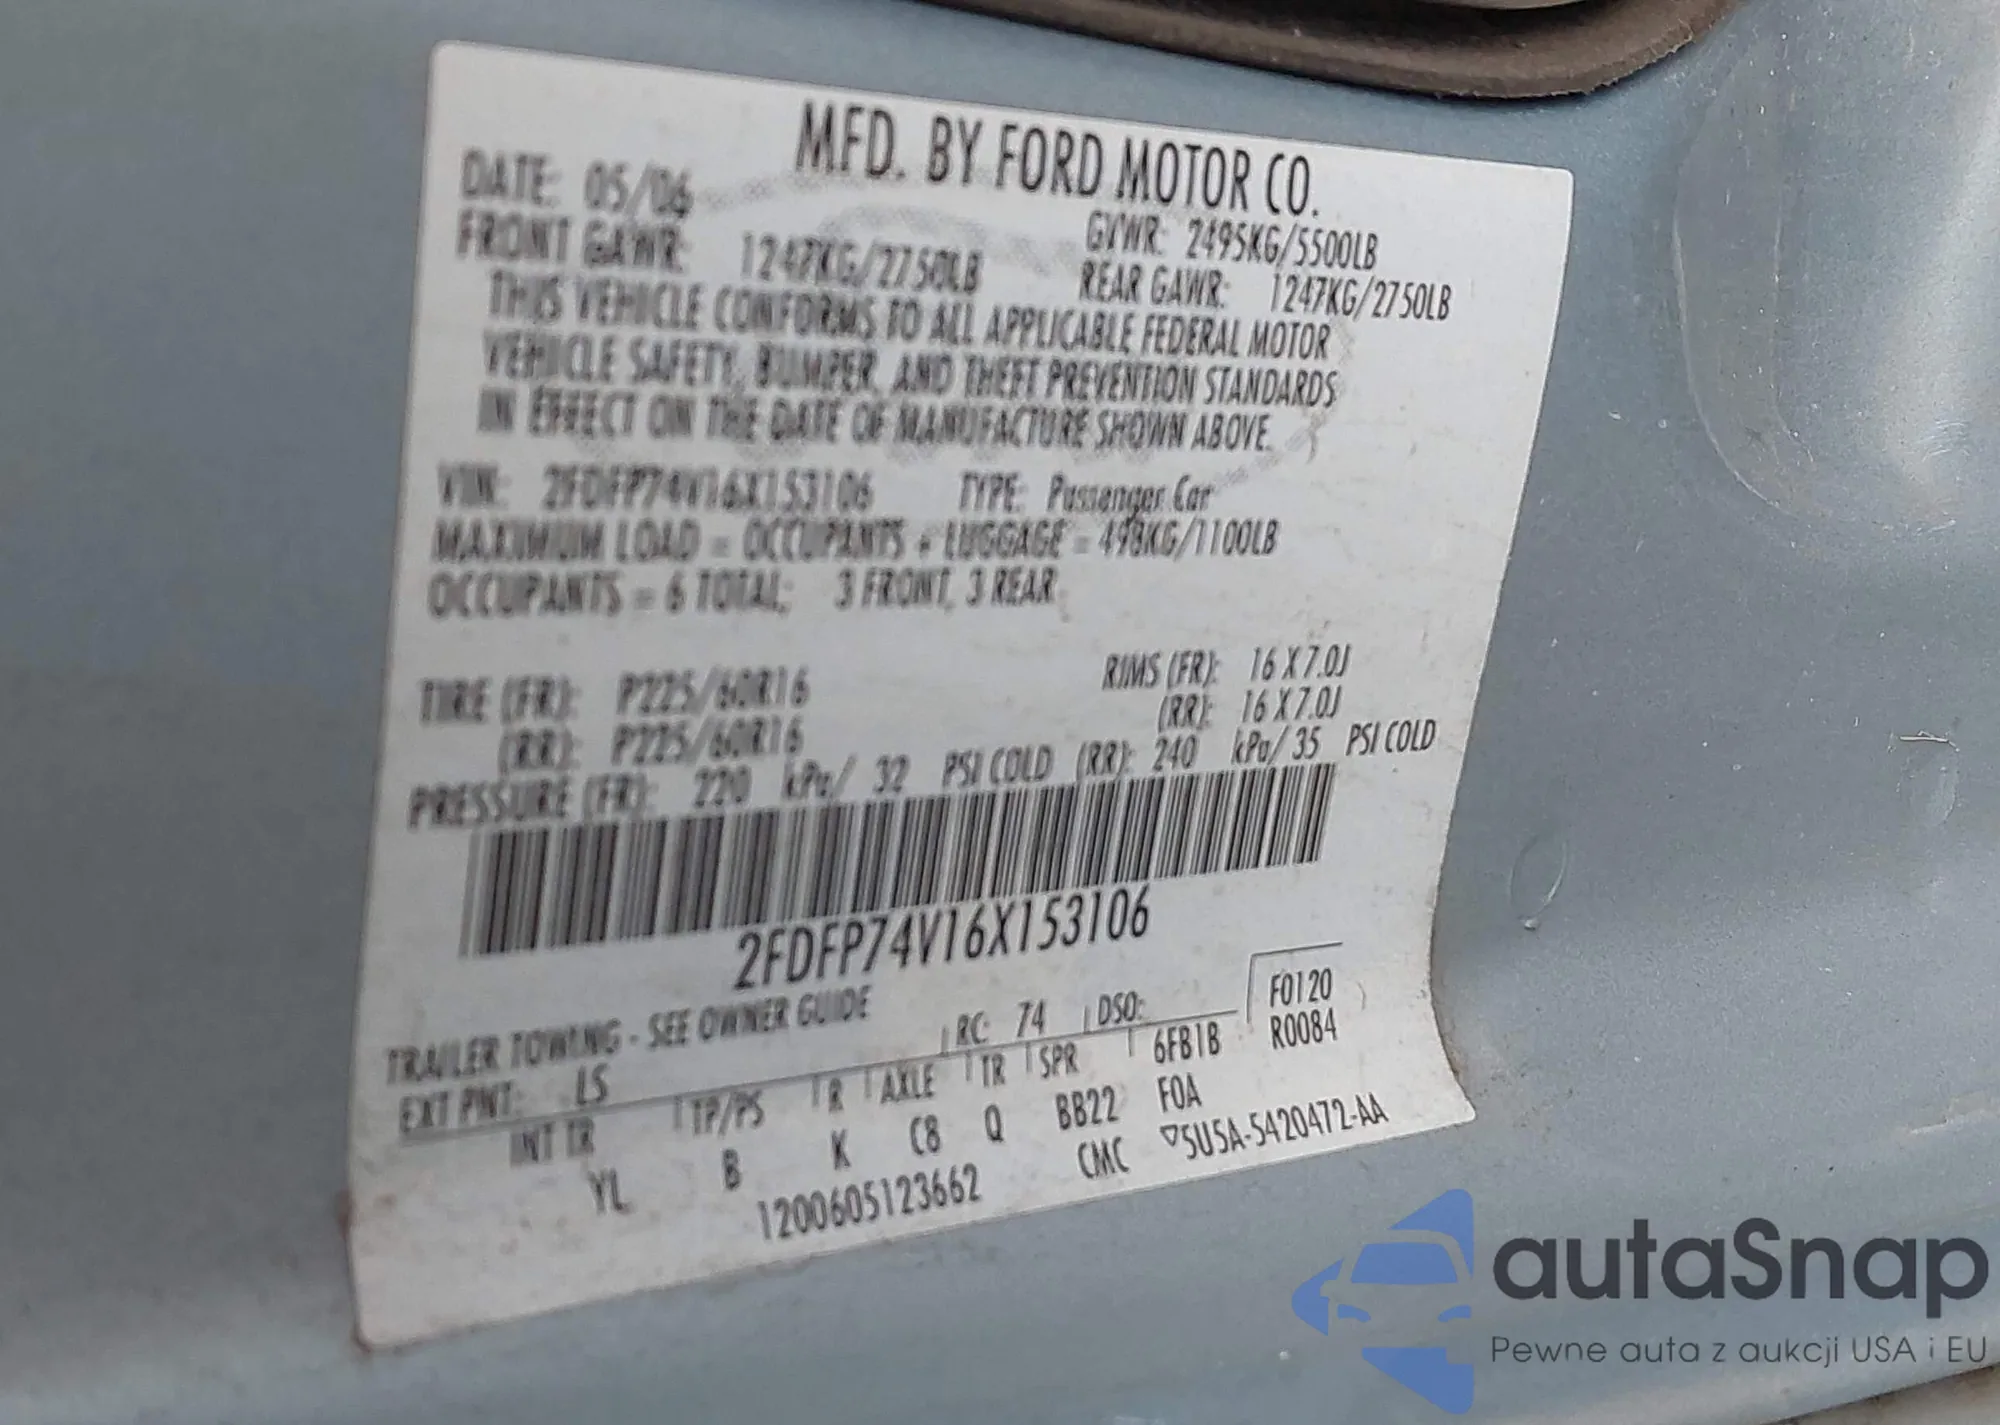 MFD. BY FORD MOTOR CO.
DATE: 05/06 GVWR: 2495KG/5500LB
FRONT GAWR: 1247KG/2750LB REAR GAWR: 1247KG/2750LB
THIS VEHICLE CONFORMS TO ALL APPLICABLE FEDERAL MOTOR
VEHICLE SAFETY, BUMPER, AND THEFT PREVENTION STANDARDS
IN EFFECT ON THE DATE OF MANUFACTURE SHOWN ABOVE.
VIN: 2FDFP74V16X153106 TYPE: Passenger Car
MAXIMUM LOAD = OCCUPANTS + LUGGAGE = 498KG/1100LB
OCCUPANTS = 6 TOTAL; 3 FRONT, 3 REAR
TIRE (FR): P225/60R16 RIMS (FR): 16 X 7.0J
(RR): P225/60R16 (RR): 16 X 7.0J
PRESSURE (FR): 220 kPa/ 32 PSI COLD (RR): 240 kPa/ 35 PSI COLD
2FDFP74V16X153106
TRAILER TOWING - SEE OWNER GUIDE RC: 74 DSO: F0120
EXT PNT: LS 6FB1B R0084
INT TR TP/PS R AXLE TR SPR
YL B K C8 Q BB22 F0A
1200605123662 CMC ▽5U5A-5420472-AA
autaSnap
Pewne auta z aukcji USA i EU